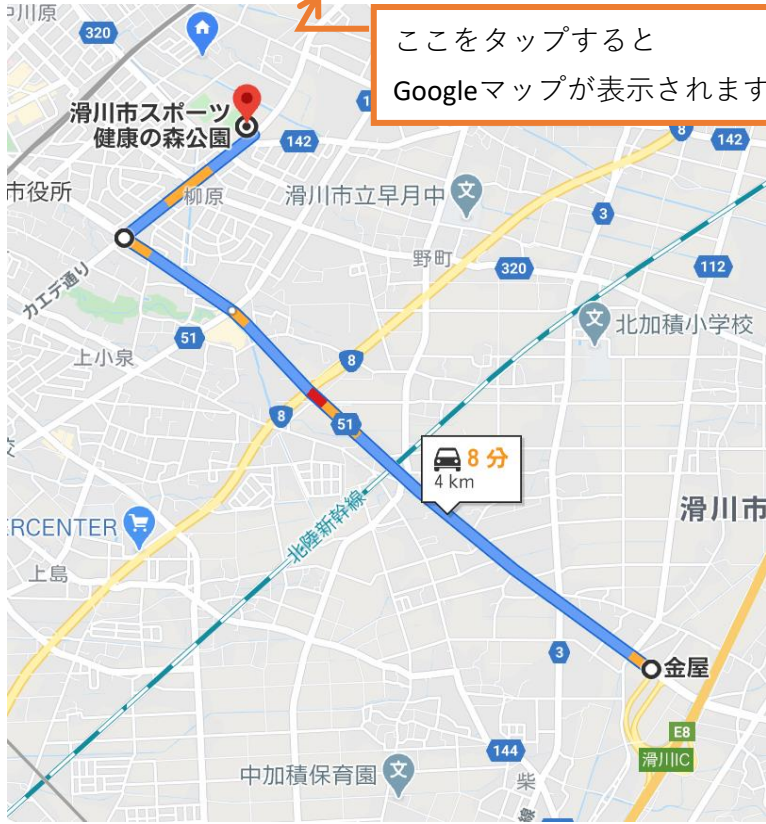 中川原
320
ここをタップすると
Googleマップが表示されます
滑川市スポーツ
健康の森公園
142
1
8
142
市役所
柳原
滑川市立早月中
文
3
野町
320
112
カエデ通り
文
北加積小学校
51
上小泉
8
8
51
8 分
4 km
滑川市
ERCENTER
北陸新幹線
上島
3
金屋
E8
滑川IC
144
中加積保育園
文
柴